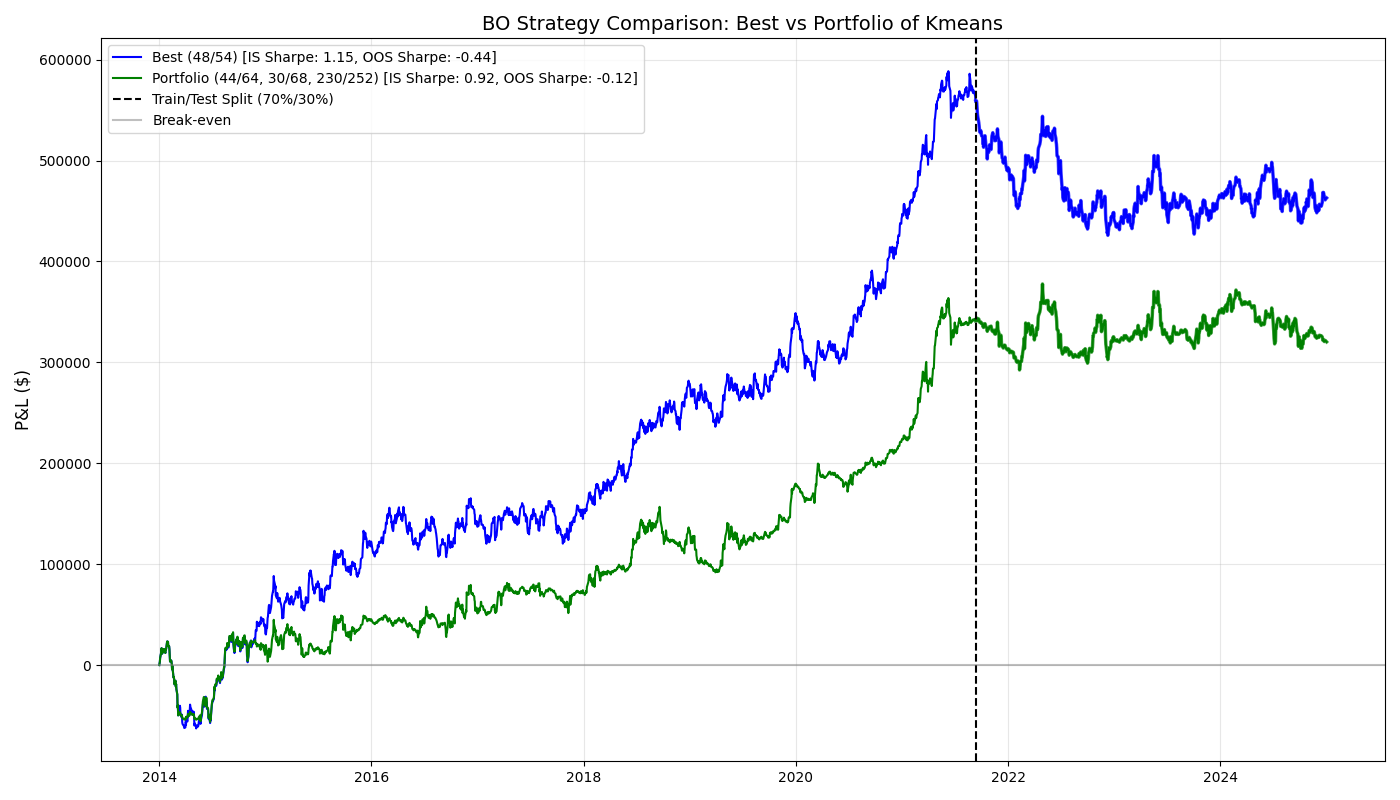 BO Strategy Comparison: Best vs Portfolio of Kmeans
Best (48/54) [IS Sharpe: 1.15, OOS Sharpe: -0.44]
Portfolio (44/64, 30/68, 230/252) [IS Sharpe: 0.92, OOS Sharpe: -0.12]
Train/Test Split (70%/30%)
Break-even
P&L ($)
600000
500000
400000
300000
200000
100000
0
2014 2016 2018 2020 2022 2024